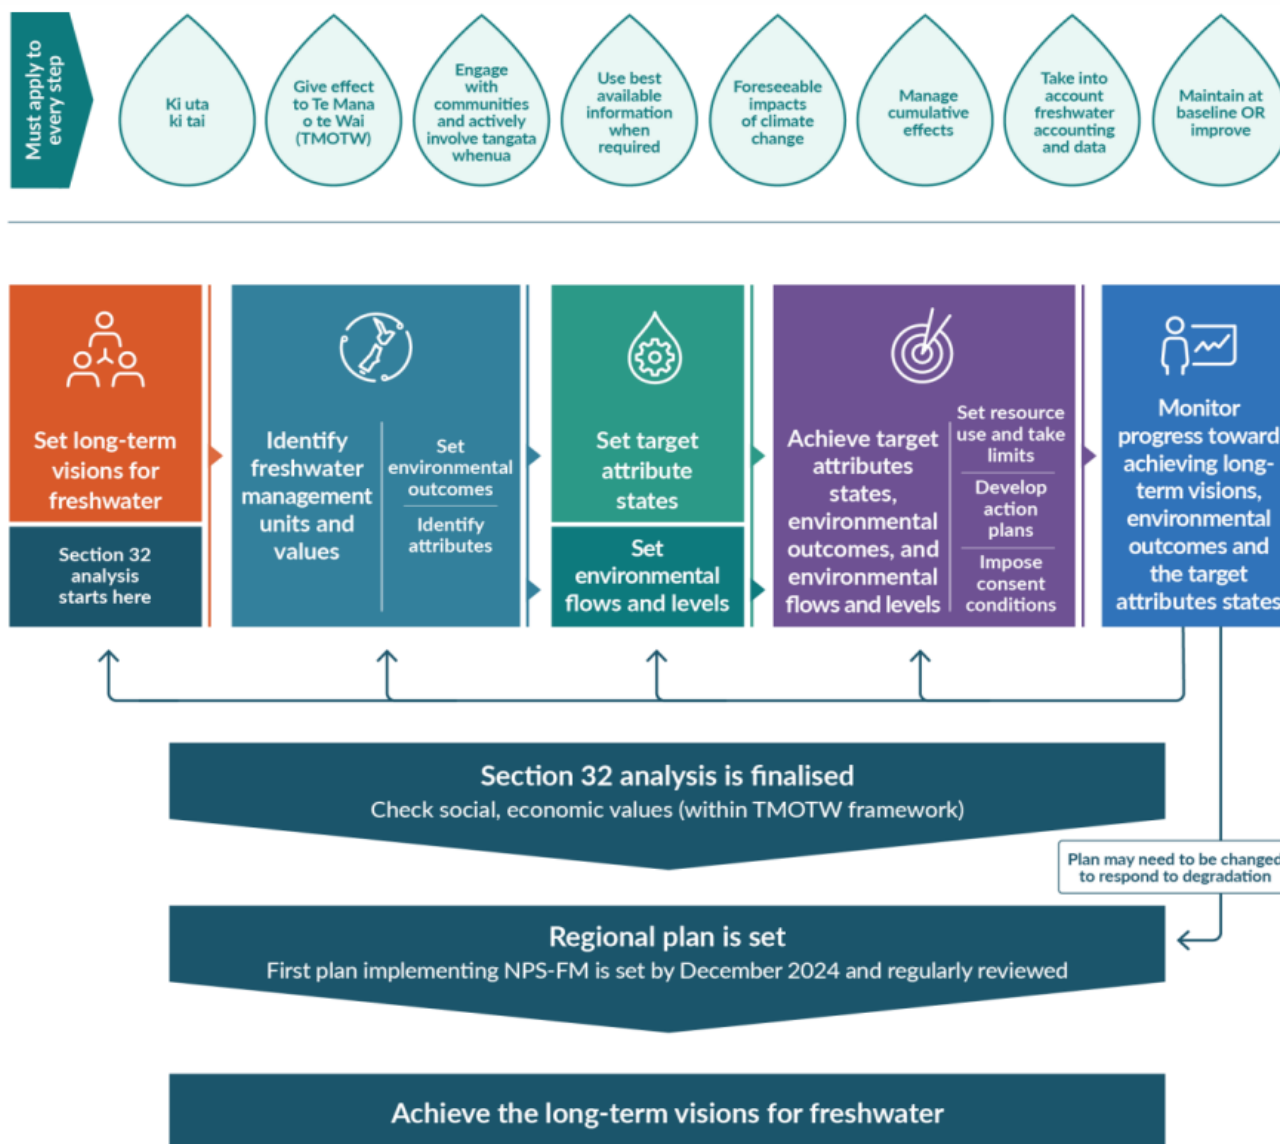 Must apply to
every step
Ki uta
ki tai
Give effect
to Te Mana
o te Wai
(TMOTW)
Engage
with
communities
and actively
involve tangata
whenua
Use best
available
information
when
required
Foreseeable
impacts
of climate
change
Manage
cumulative
effects
Take into
account
freshwater
accounting
and data
Maintain at
baseline OR
improve
Set long-term
visions for
freshwater
Section 32
analysis
starts here
Identify
freshwater
management
units and
values
Set
environmental
outcomes
Identify
attributes
Set target
attribute
states
Set
environmental
flows and levels
Achieve target
attributes
states,
environmental
outcomes, and
environmental
flows and levels
Set resource
use and take
limits
Develop
action
plans
Impose
consent
conditions
Monitor
progress toward
achieving long-
term visions,
environmental
outcomes and
the target
attributes states
Section 32 analysis is finalised
Check social, economic values (within TMOTW framework)
Plan may need to be changed
to respond to degradation
Regional plan is set
First plan implementing NPS-FM is set by December 2024 and regularly reviewed
Achieve the long-term visions for freshwater